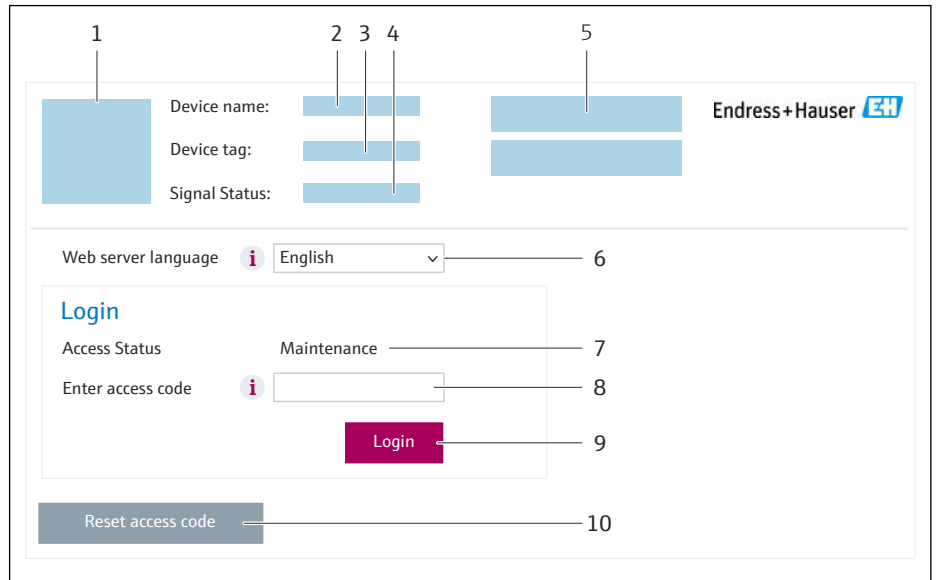 1 2 3 4 5
Device name:
Endress+Hauser EH
Device tag:
Signal Status:
Web server language i English 6
Login
Access Status Maintenance 7
Enter access code i 8
Login 9
Reset access code 10